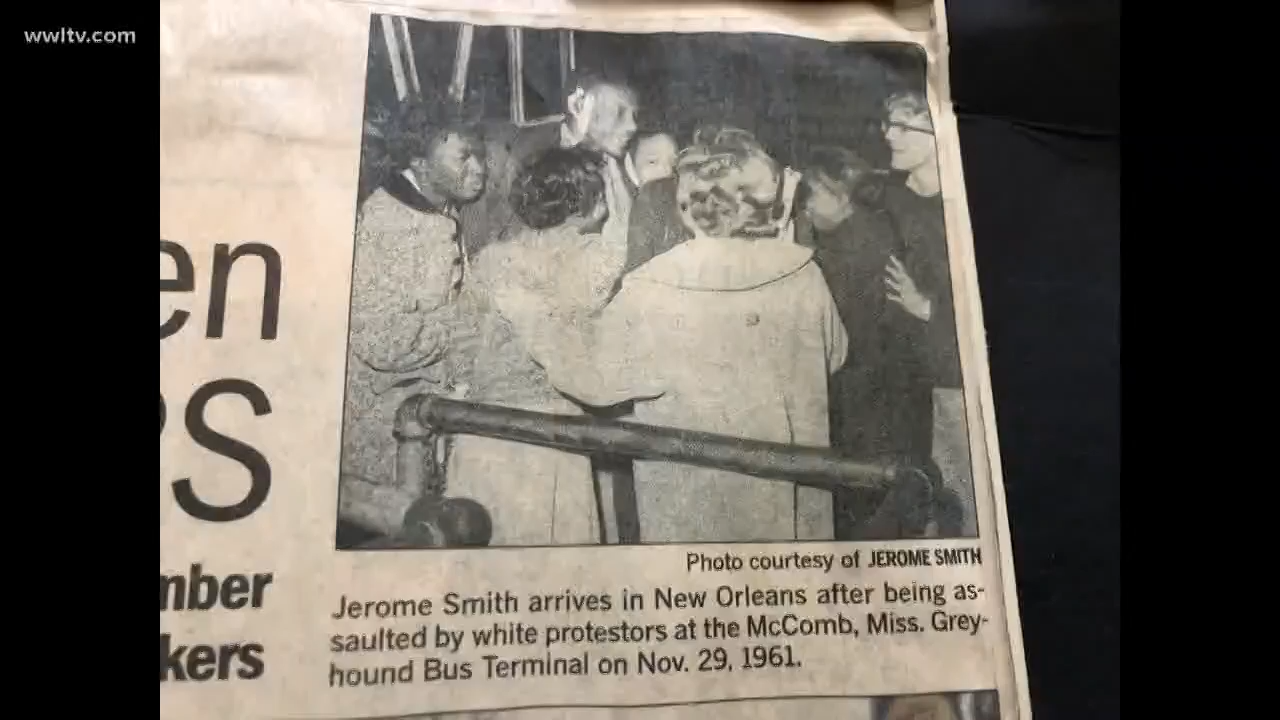 wwltv.com
en
S
mber
kers
Photo courtesy of JEROME SMITH
Jerome Smith arrives in New Orleans after being as-
saulted by white protestors at the McComb, Miss. Grey-
hound Bus Terminal on Nov. 29, 1961.